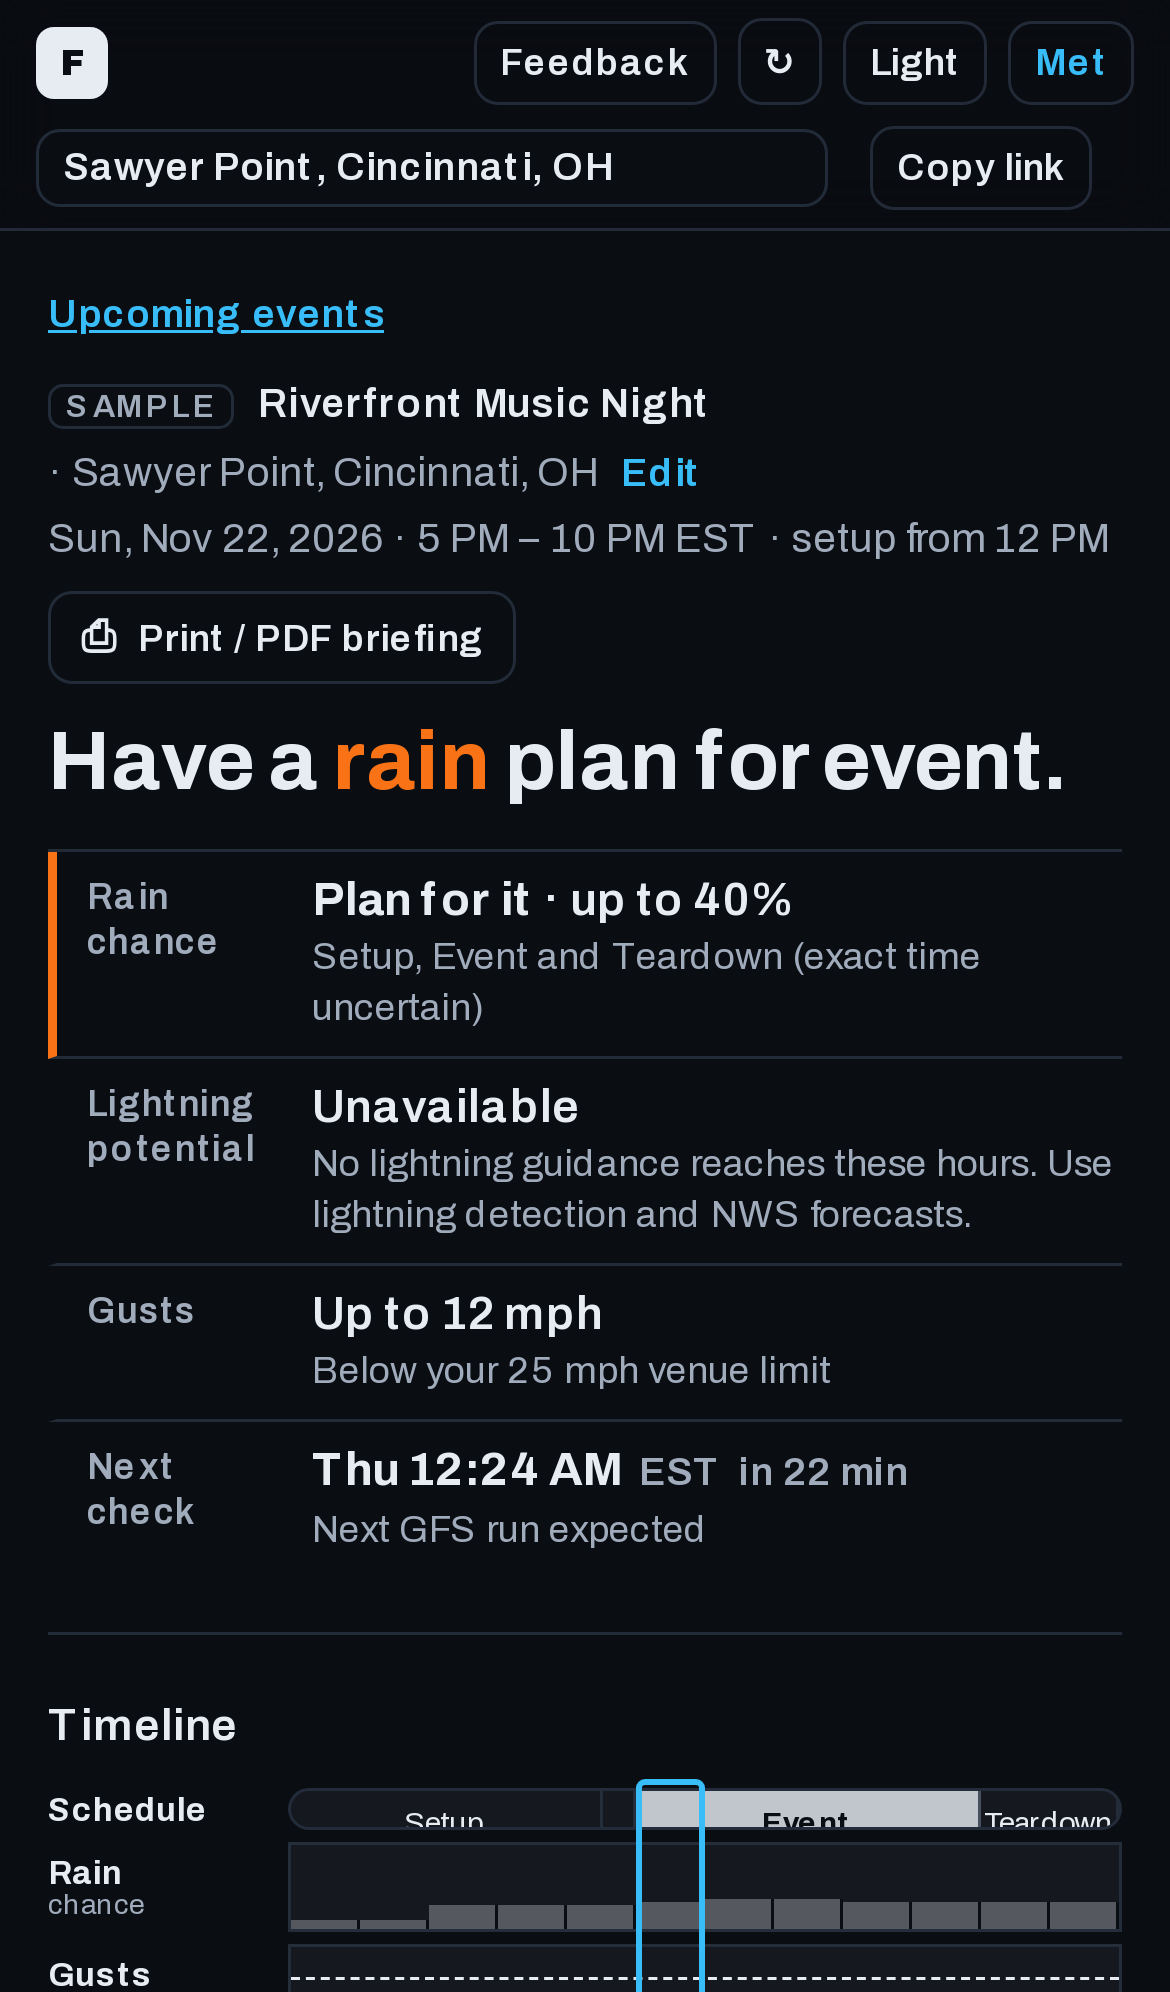 F
Feedback
↻
Light
Met
Sawyer Point, Cincinnati, OH
Copy link
Upcoming events
SAMPLE Riverfront Music Night
· Sawyer Point, Cincinnati, OH Edit
Sun, Nov 22, 2026 · 5 PM – 10 PM EST · setup from 12 PM
Print / PDF briefing
Have a rain plan for event.
Rain
chance
Plan for it · up to 40%
Setup, Event and Teardown (exact time
uncertain)
Lightning
potential
Unavailable
No lightning guidance reaches these hours. Use
lightning detection and NWS forecasts.
Gusts
Up to 12 mph
Below your 25 mph venue limit
Next
check
Thu 12:24 AM EST in 22 min
Next GFS run expected
Timeline
Schedule
Setup
Event
Teardown
Rain
chance
Gusts